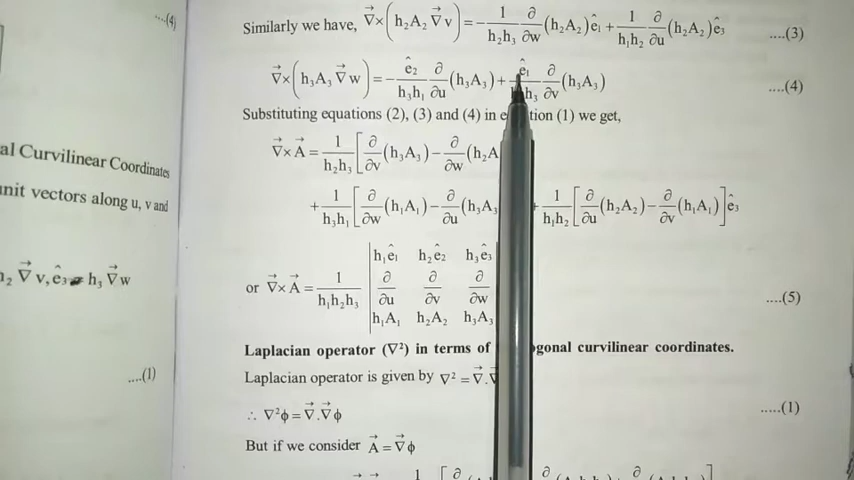 ....(4)
al Curvilinear Coordinates
unit vectors along u, v and
h₂ ∇⃗ v, ê₃ = h₃ ∇⃗w
....(1)
Similarly we have, ∇⃗×(h₂A₂ ∇⃗v) = −1/(h₂h₃) ∂/∂w (h₂A₂)ê₁ + 1/(h₁h₂) ∂/∂u (h₂A₂)ê₃ ....(3)
∇⃗×(h₃A₃ ∇⃗w) = −ê₂/(h₃h₁) ∂/∂u (h₃A₃) + ê₁/h₃ ∂/∂v (h₃A₃) ....(4)
Substituting equations (2), (3) and (4) in tion (1) we get,
∇⃗×A⃗ = 1/(h₂h₃) [∂/∂v (h₃A₃) − ∂/∂w (h₂A
+ 1/(h₃h₁) [∂/∂w (h₁A₁) − ∂/∂u (h₃A₃ + 1/(h₁h₂) [∂/∂u (h₂A₂) − ∂/∂v (h₁A₁)] ê₃
h₁ê₁ h₂ê₂ h₃ê₃
or ∇⃗×A⃗ = 1/(h₁h₂h₃) | ∂/∂u ∂/∂v ∂/∂w ....(5)
h₁A₁ h₂A₂ h₃A₃
Laplacian operator (∇²) in terms of gonal curvilinear coordinates.
Laplacian operator is given by ∇² = ∇⃗.∇⃗
∴ ∇²ϕ = ∇⃗.∇⃗ϕ .....(1)
But if we consider A⃗ = ∇⃗ϕ